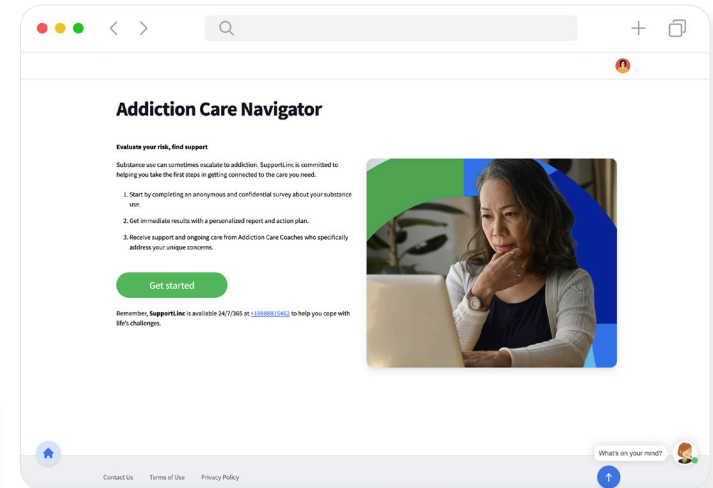 Addiction Care Navigator
Evaluate your risk, find support
Substance use can sometimes escalate to addiction. SupportLinc is committed to
helping you take the first steps in getting connected to the care you need.
1. Start by completing an anonymous and confidential survey about your substance
use.
2. Get immediate results with a personalized report and action plan.
3. Receive support and ongoing care from Addiction Care Coaches who specifically
address your unique concerns.
Get started
Remember, SupportLinc is available 24/7/365 at +18888815462 to help you cope with
life's challenges.
What's on your mind?
Contact Us Terms of Use Privacy Policy